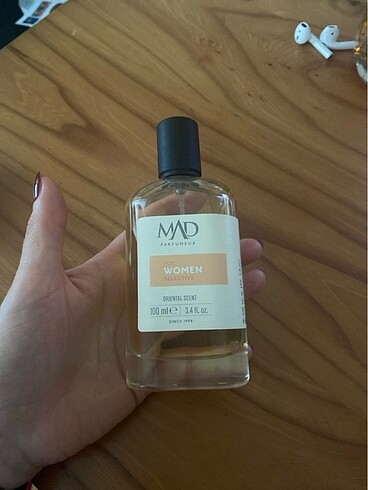 MAD
PARFUMEUR
WOMEN
SELECTIVE
ORIENTAL SCENT
100 ml ℮ 3.4 fl. oz.
SINCE 1994